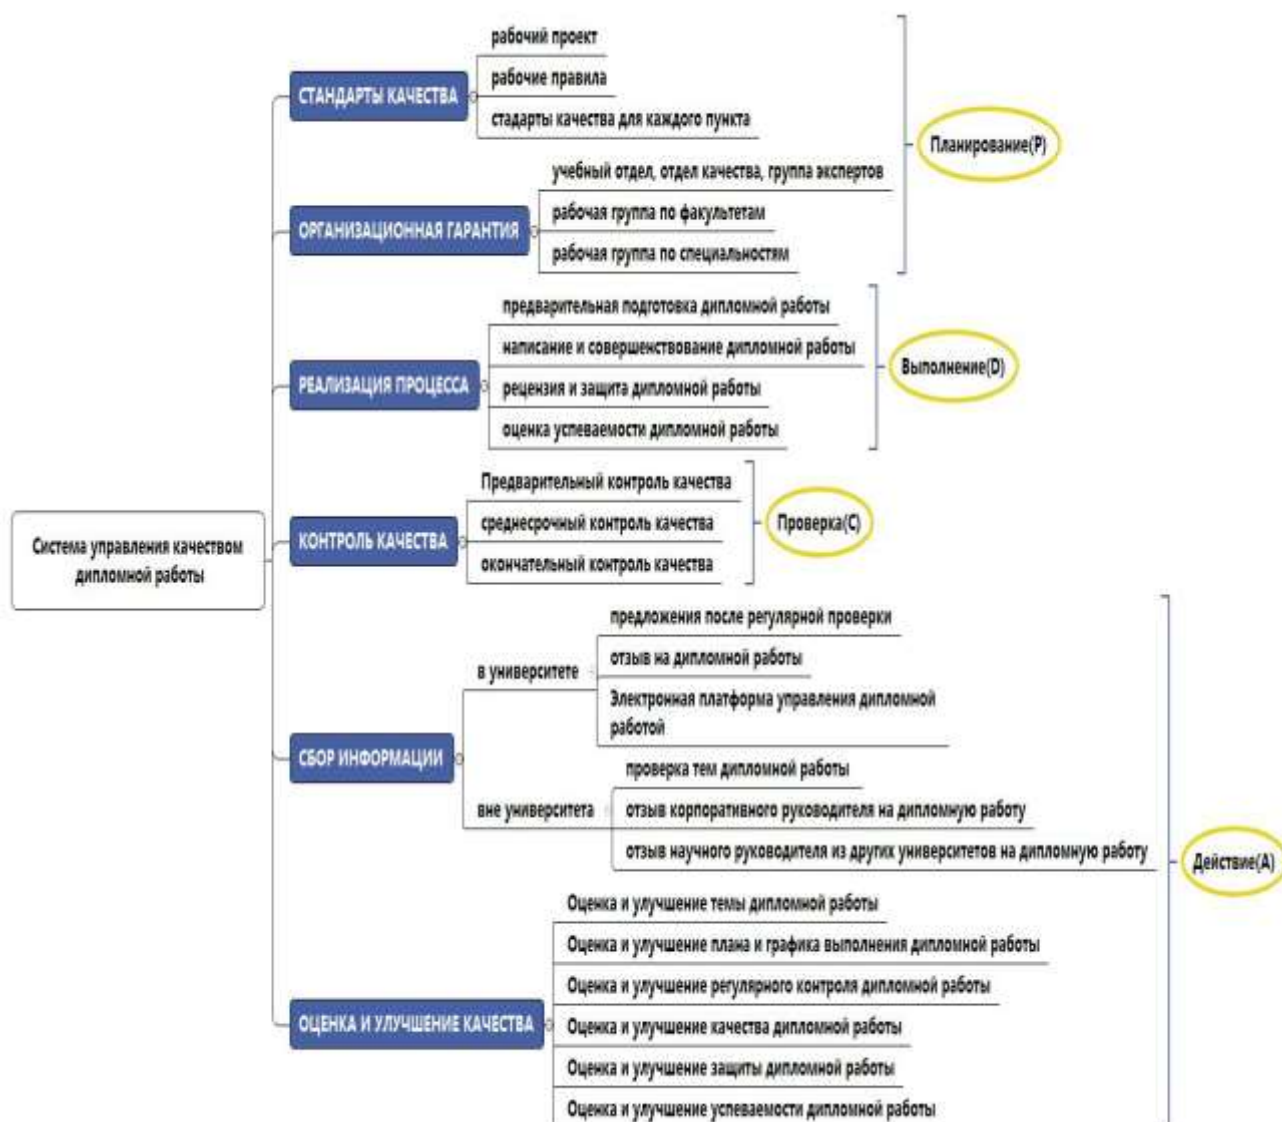 рабочий проект
СТАНДАРТЫ КАЧЕСТВА
рабочие правила
стадарты качества для каждого пункта
Планирование(P)
учебный отдел, отдел качества, группа экспертов
ОРГАНИЗАЦИОННАЯ ГАРАНТИЯ
рабочая группа по факультетам
рабочая группа по специальностям
предварительная подготовка дипломной работы
написание и совершенствование дипломной работы
Выполнение(D)
РЕАЛИЗАЦИЯ ПРОЦЕССА
рецензия и защита дипломной работы
оценка успеваемости дипломной работы
Предварительный контроль качества
КОНТРОЛЬ КАЧЕСТВА
среднесрочный контроль качества
Проверка(C)
окончательный контроль качества
Система управления качеством
дипломной работы
предложения после регулярной проверки
в университете
отзыв на дипломной работы
Электронная платформа управления дипломной
работой
СБОР ИНФОРМАЦИИ
проверка тем дипломной работы
вне университета
отзыв корпоративного руководителя на дипломную работу
отзыв научного руководителя из других университетов на дипломную работу
Действие(A)
Оценка и улучшение темы дипломной работы
Оценка и улучшение плана и графика выполнения дипломной работы
Оценка и улучшение регулярного контроля дипломной работы
ОЦЕНКА И УЛУЧШЕНИЕ КАЧЕСТВА
Оценка и улучшение качества дипломной работы
Оценка и улучшение защиты дипломной работы
Оценка и улучшение успеваемости дипломной работы